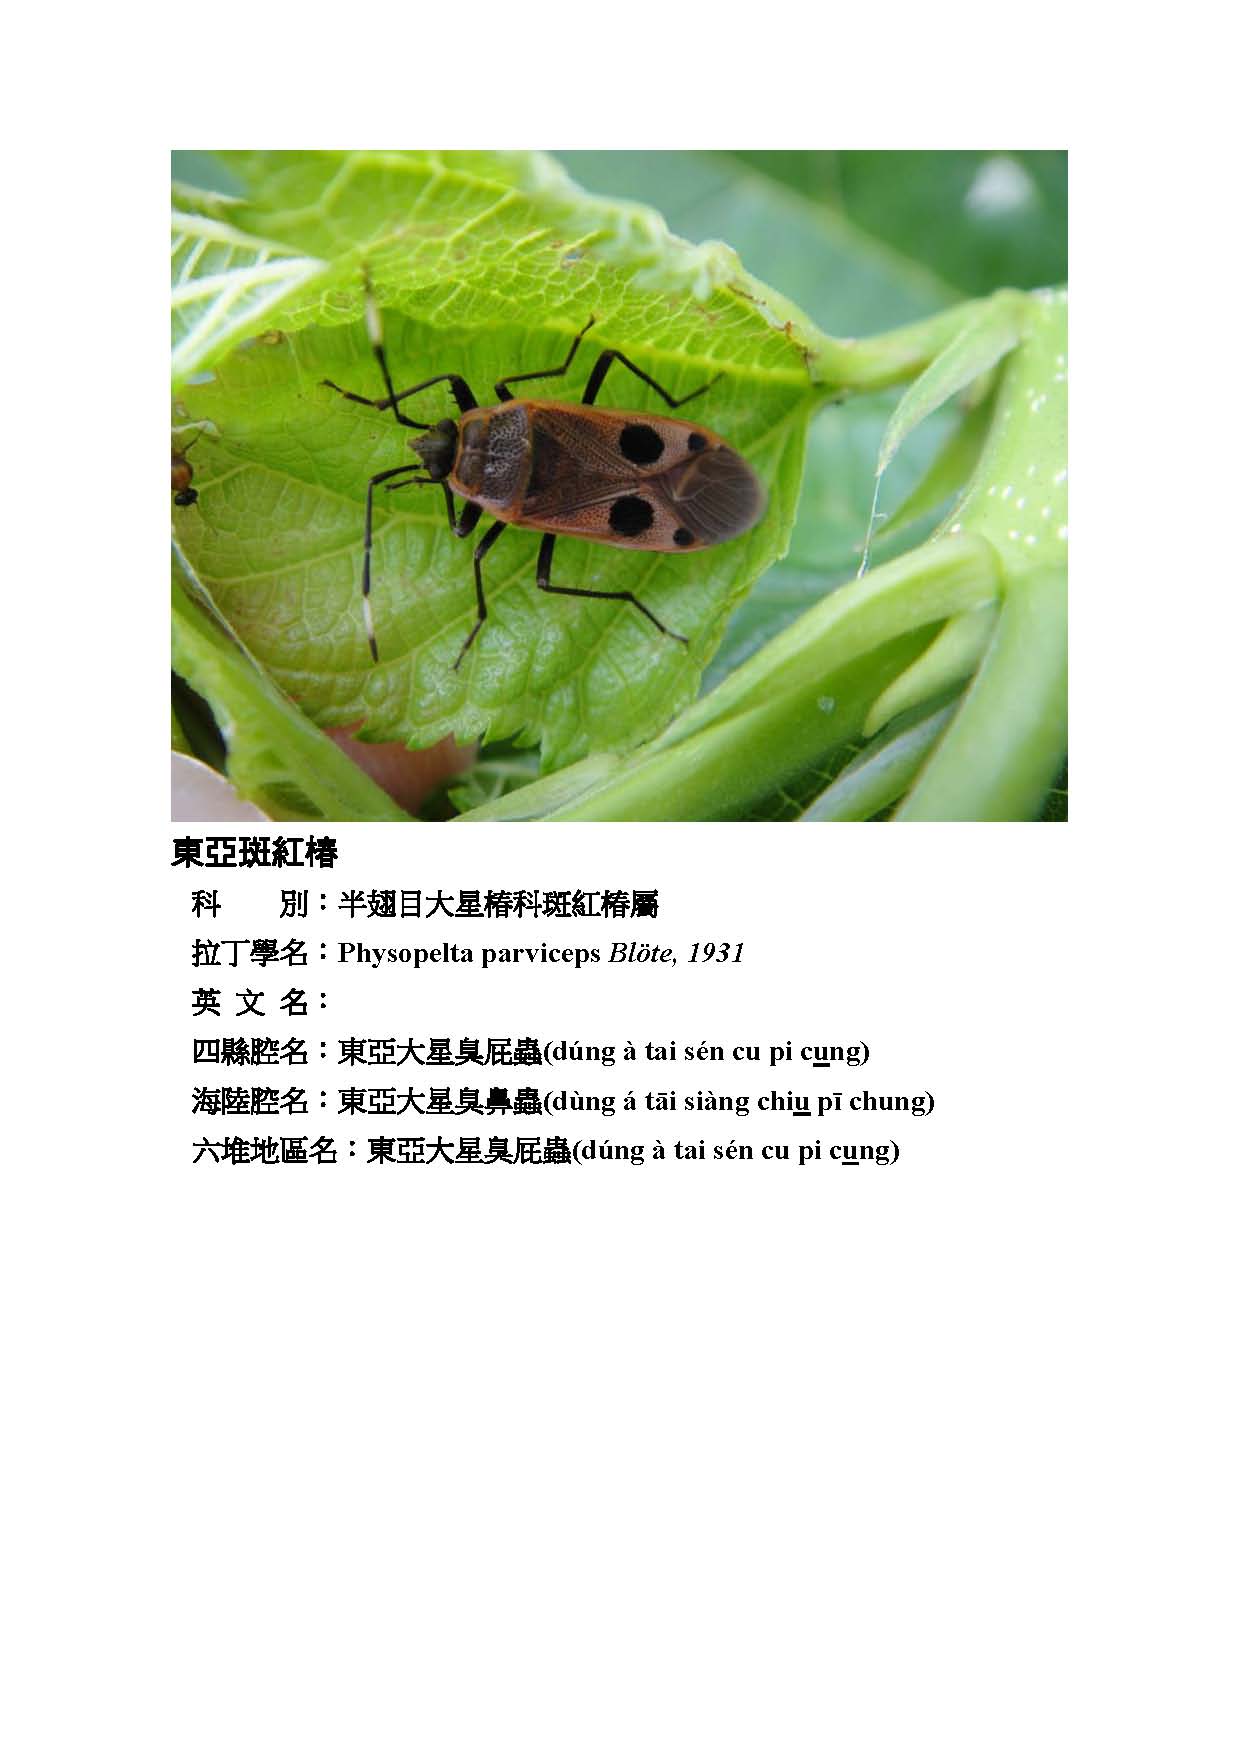 東亞斑紅椿
科　　別：半翅目大星椿科斑紅椿屬
拉丁學名：Physopelta parviceps Blöte, 1931
英 文 名：
四縣腔名：東亞大星臭屁蟲(dúng à tai sén cu pi cung)
海陸腔名：東亞大星臭鼻蟲(dùng á tāi siàng chiu pī chung)
六堆地區名：東亞大星臭屁蟲(dúng à tai sén cu pi cung)